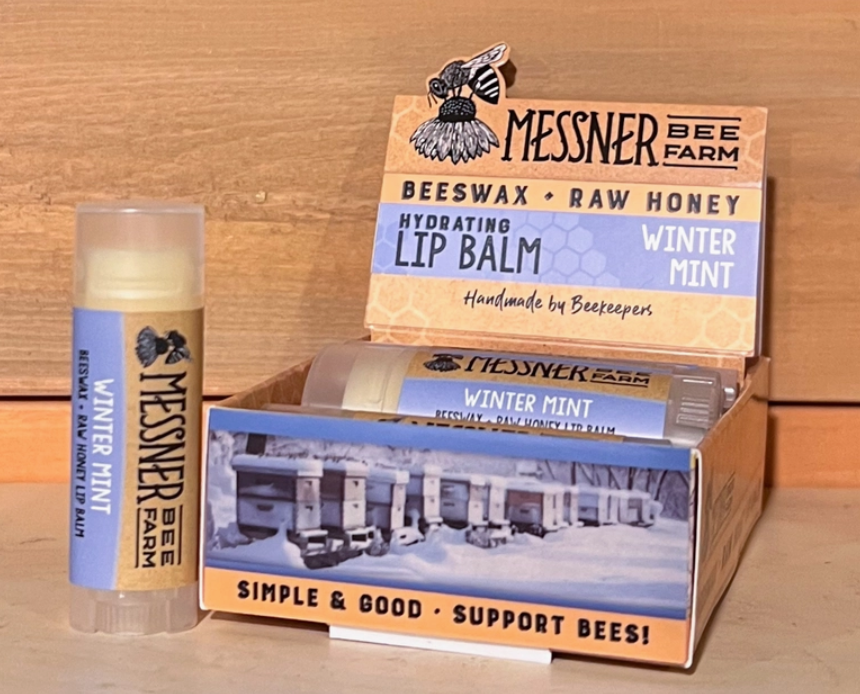 MESSNER BEE FARM
BEESWAX • RAW HONEY
HYDRATING
LIP BALM
WINTER
MINT
Handmade by Beekeepers
MESSNER BEE FARM
WINTER MINT
BEESWAX • RAW HONEY LIP BALM
SIMPLE & GOOD • SUPPORT BEES!
MESSNER BEE FARM
WINTER MINT
BEESWAX • RAW HONEY LIP BALM